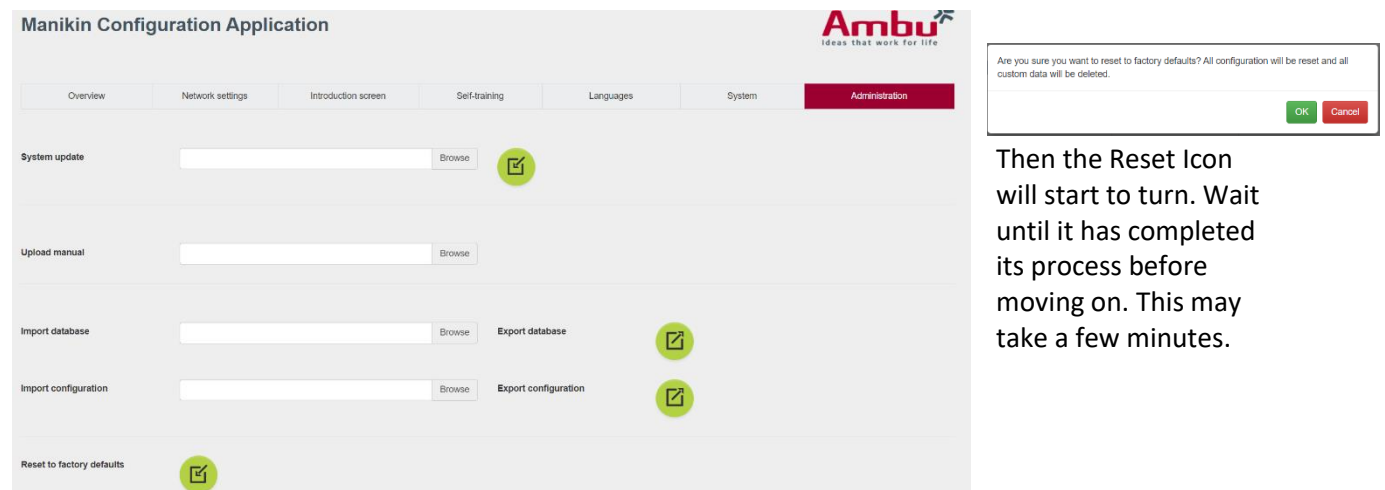 Manikin Configuration Application
Ambu
Ideas that work for life
Overview Network settings Introduction screen Self-training Languages System Administration
System update Browse
Upload manual Browse
Import database Browse Export database
Import configuration Browse Export configuration
Reset to factory defaults
Are you sure you want to reset to factory defaults? All configuration will be reset and all
custom data will be deleted.
OK Cancel
Then the Reset Icon
will start to turn. Wait
until it has completed
its process before
moving on. This may
take a few minutes.